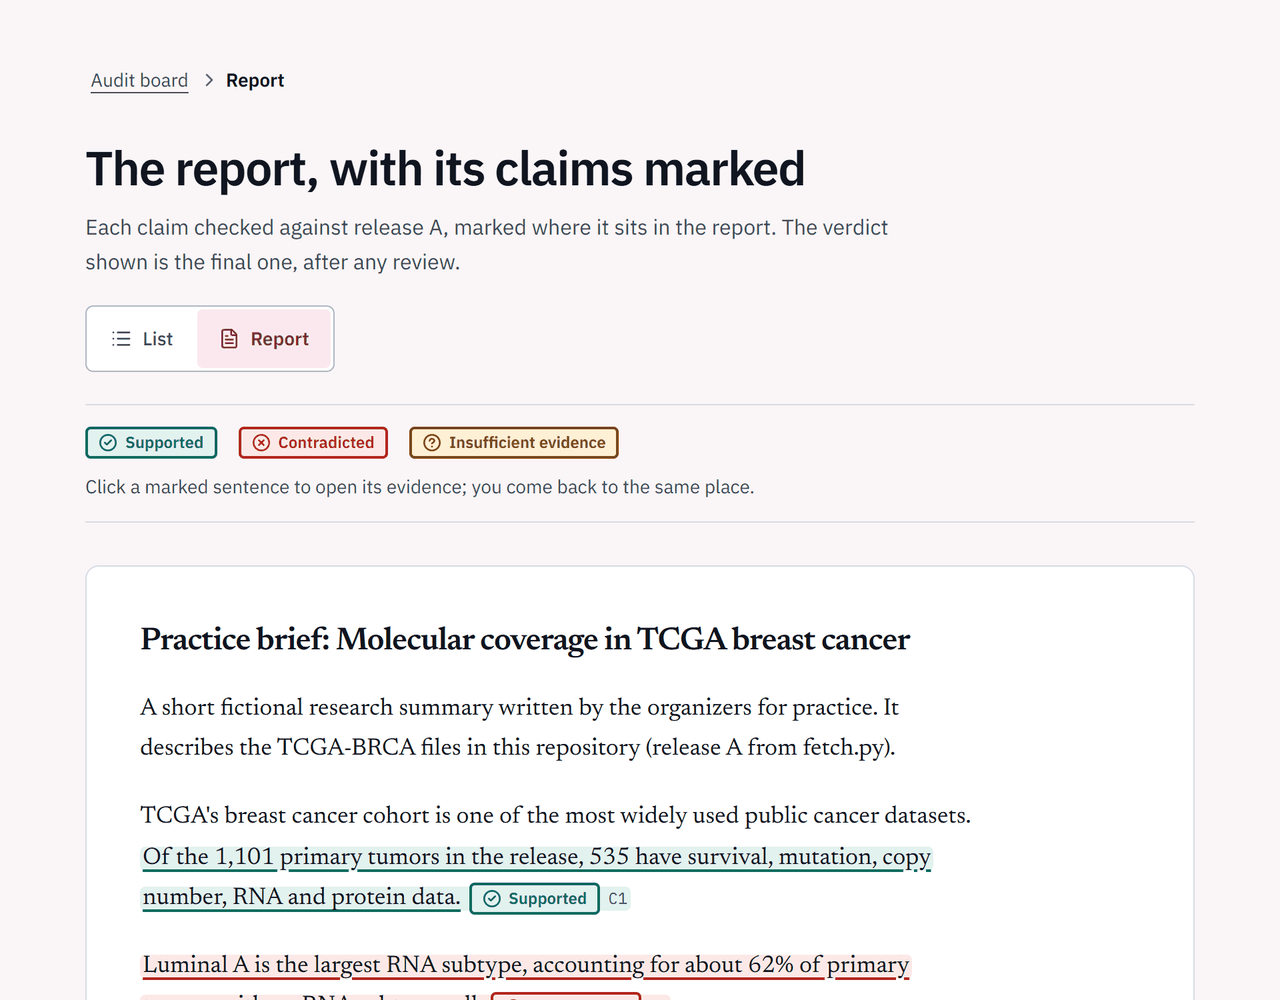 Audit board > Report
The report, with its claims marked
Each claim checked against release A, marked where it sits in the report. The verdict
shown is the final one, after any review.
List Report
Supported Contradicted Insufficient evidence
Click a marked sentence to open its evidence; you come back to the same place.
Practice brief: Molecular coverage in TCGA breast cancer
A short fictional research summary written by the organizers for practice. It
describes the TCGA-BRCA files in this repository (release A from fetch.py).
TCGA's breast cancer cohort is one of the most widely used public cancer datasets.
Of the 1,101 primary tumors in the release, 535 have survival, mutation, copy
number, RNA and protein data. Supported C1
Luminal A is the largest RNA subtype, accounting for about 62% of primary